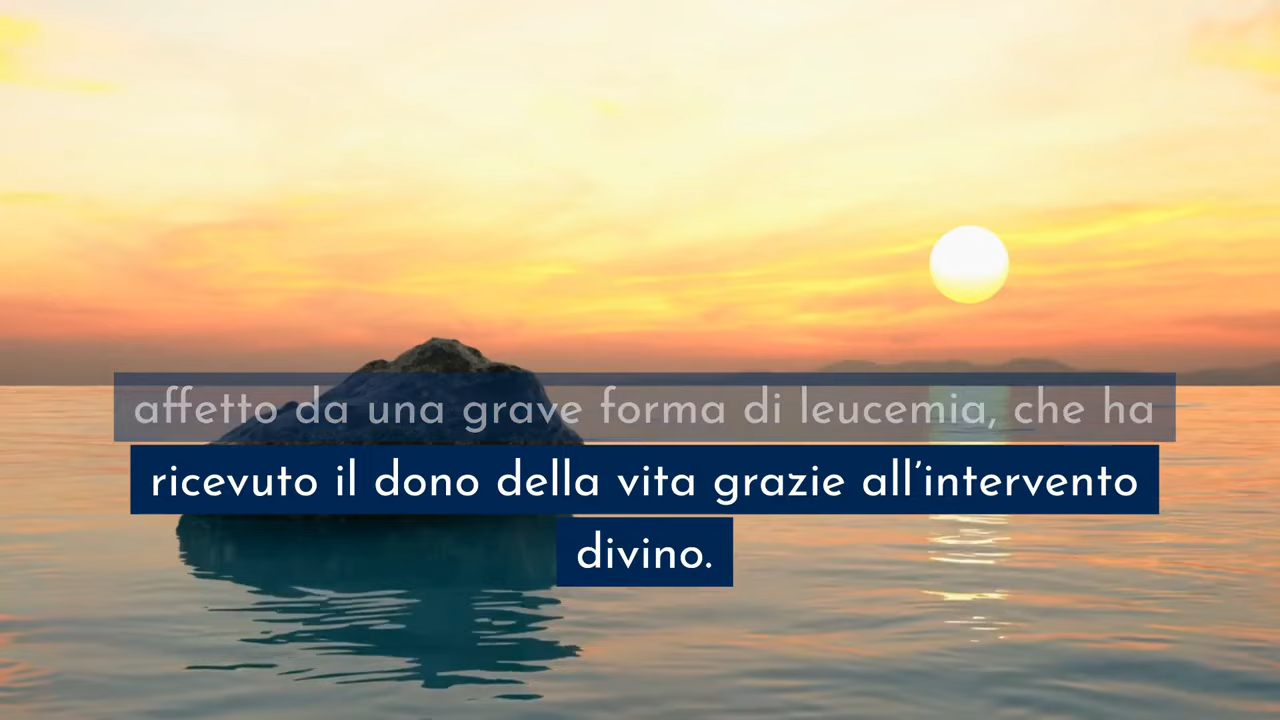 affetto da una grave forma di leucemia, che ha
ricevuto il dono della vita grazie all’intervento
divino.